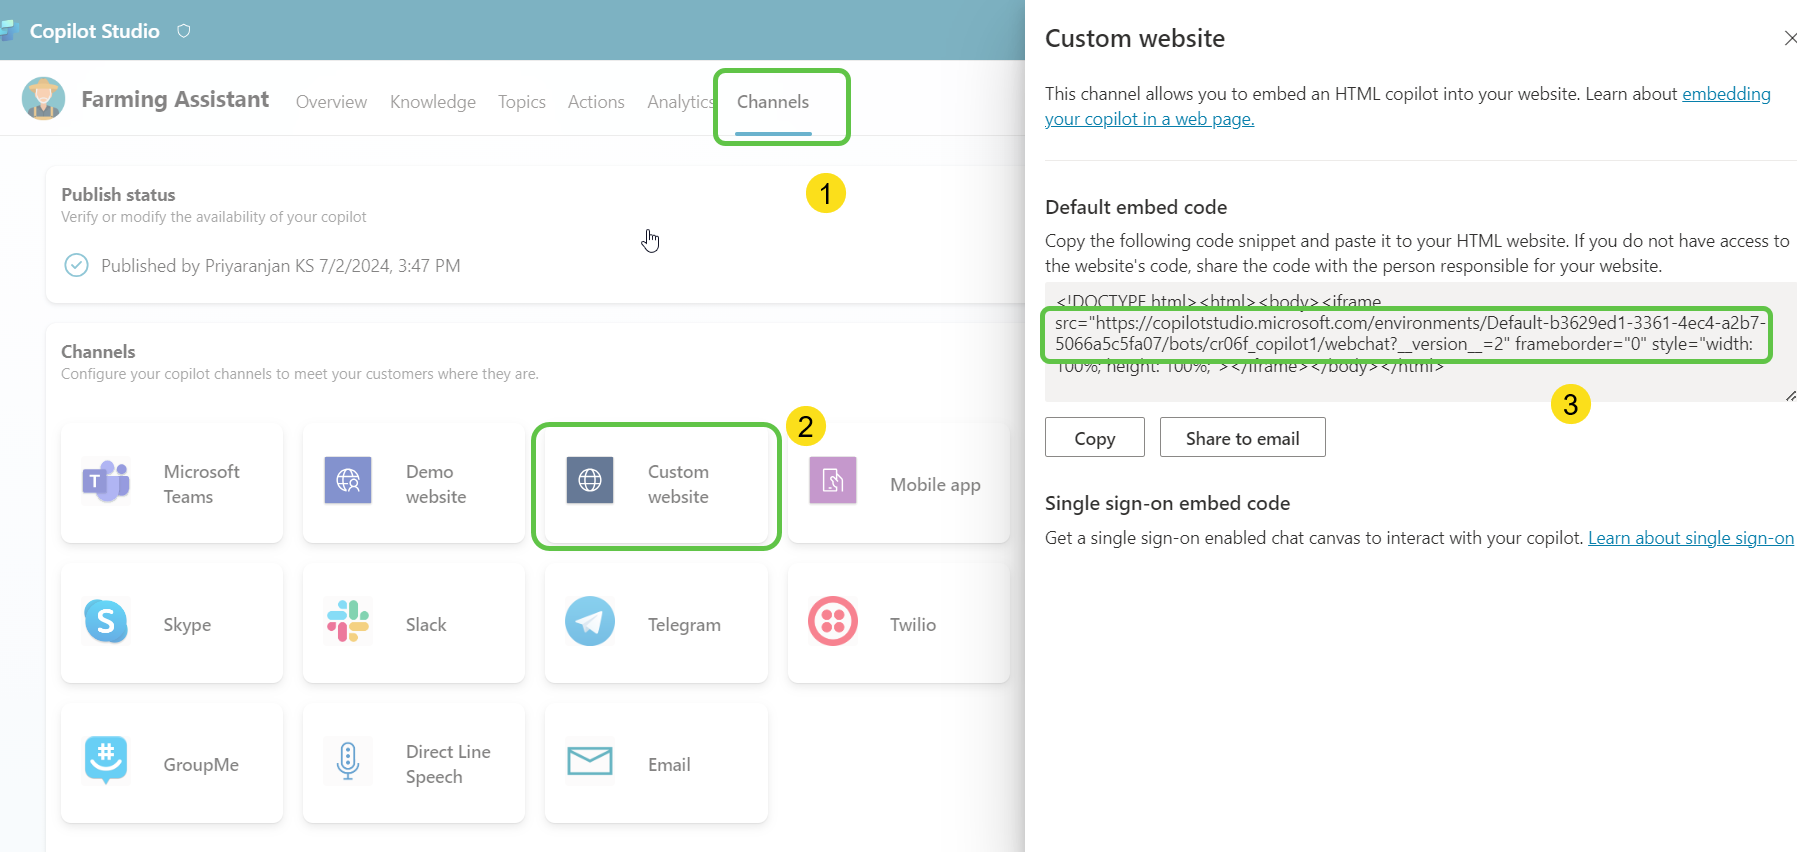 Copilot Studio
Farming Assistant
Overview
Knowledge
Topics
Actions
Analytics
Channels
1
Publish status
Verify or modify the availability of your copilot
Published by Priyaranjan KS 7/2/2024, 3:47 PM
Channels
Configure your copilot channels to meet your customers where they are.
2
T
Microsoft
Teams
Demo
website
Custom
website
Mobile app
S
Skype
Slack
Telegram
Twilio
#
GroupMe
Direct Line
Speech
Email
Custom website
This channel allows you to embed an HTML copilot into your website. Learn about embedding
your copilot in a web page.
Default embed code
Copy the following code snippet and paste it to your HTML website. If you do not have access to
the website's code, share the code with the person responsible for your website.
<!DOCTYPE html><html><body><iframe
src="https://copilotstudio.microsoft.com/environments/Default-b3629ed1-3361-4ec4-a2b7-
5066a5c5fa07/bots/cr06f_copilot1/webchat?__version__=2" frameborder="0" style="width:
100%; height: 100%;"></iframe></body></html>
3
Copy
Share to email
Single sign-on embed code
Get a single sign-on enabled chat canvas to interact with your copilot. Learn about single sign-on